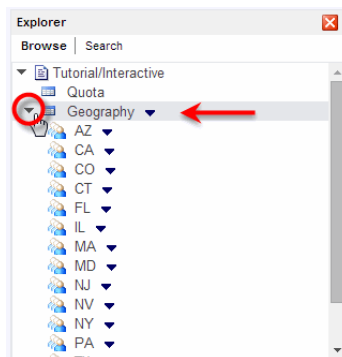 Explorer
Browse Search
Tutorial/Interactive
Quota
Geography
AZ
CA
CO
CT
FL
IL
MA
MD
NJ
NV
NY
PA